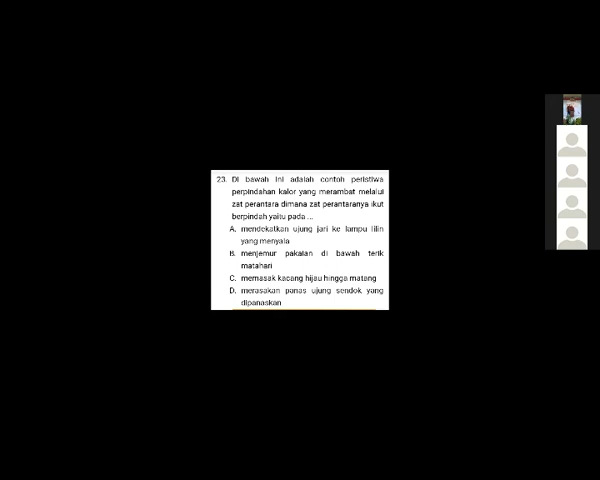 23. Di bawah ini adalah contoh peristiwa
perpindahan kalor yang merambat melalui
zat perantara dimana zat perantaranya ikut
berpindah yaitu pada ...
A. mendekatkan ujung jari ke lampu lilin
yang menyala
B. menjemur pakaian di bawah terik
matahari
C. memasak kacang hijau hingga matang
D. merasakan panas ujung sendok yang
dipanaskan